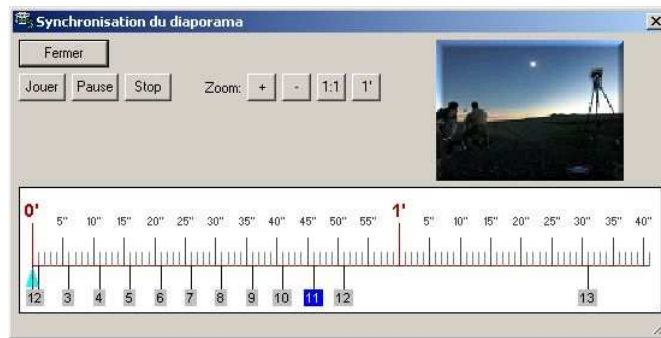 Synchronisation du diaporama
Fermer
Jouer Pause Stop Zoom: + - 1:1 1'
0' 5" 10" 15" 20" 25" 30" 35" 40" 45" 50" 55" 1' 5" 10" 15" 20" 25" 30" 35" 40"
12 3 4 5 6 7 8 9 10 11 12 13